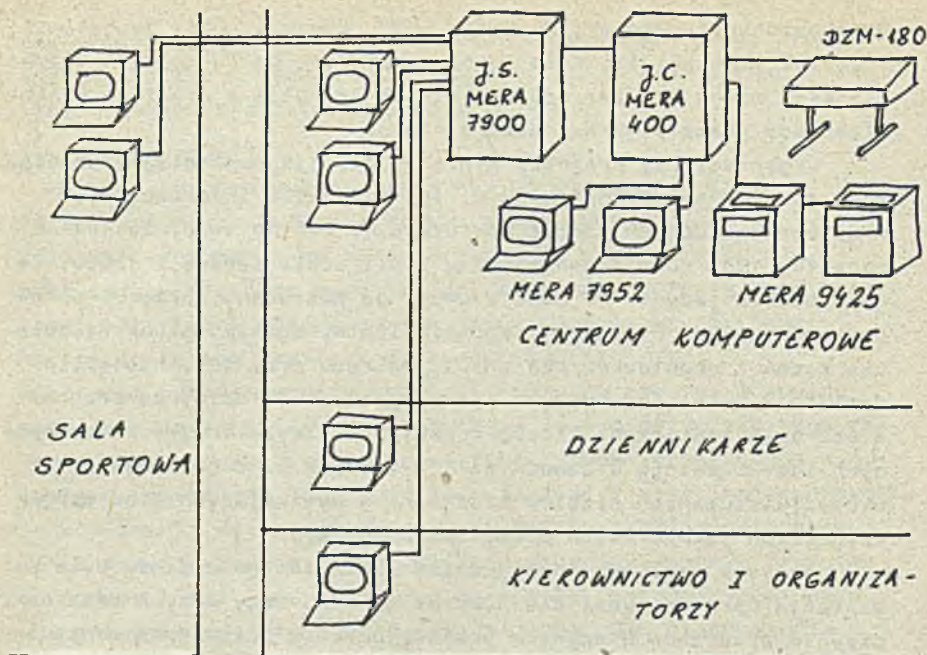 J.S.
MERA
7900
J.C.
MERA
400
DZM-180
MERA 7952
MERA 9425
CENTRUM KOMPUTEROWE
SALA
SPORTOWA
DZIENNIKARZE
KIEROWNICTWO I ORGANIZA-
TORZY